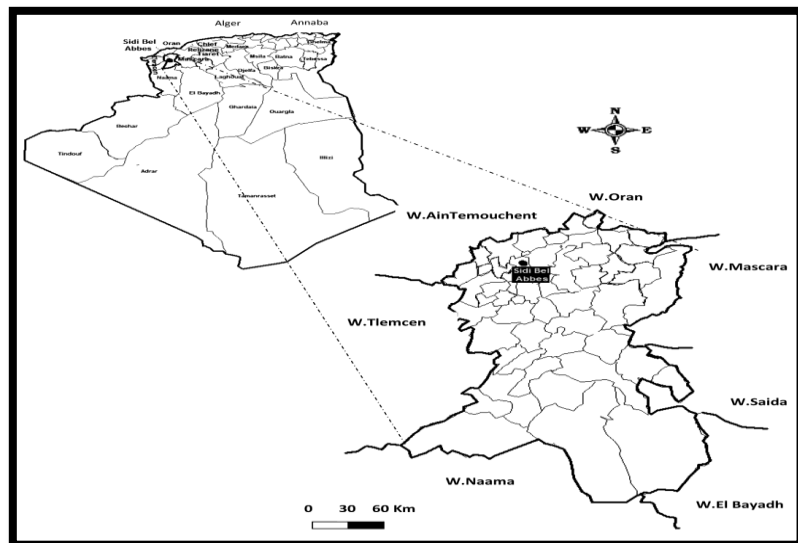 Alger
Annaba
Sidi Bel
Abbes
Oran
Chlef
Relizane
Tiaret
Mascara
Medea
Msila
Batna
Tebessa
Djelfa
Biskra
Laghouat
Naama
El Bayadh
Ghardaia
Ouargla
Bechar
Tindouf
Adrar
Illizi
Tamanrasset
N
W
E
S
W.Oran
W.AinTemouchent
W.Mascara
Sidi Bel
Abbes
W.Tlemcen
W.Saida
W.Naama
W.El Bayadh
0 30 60 Km